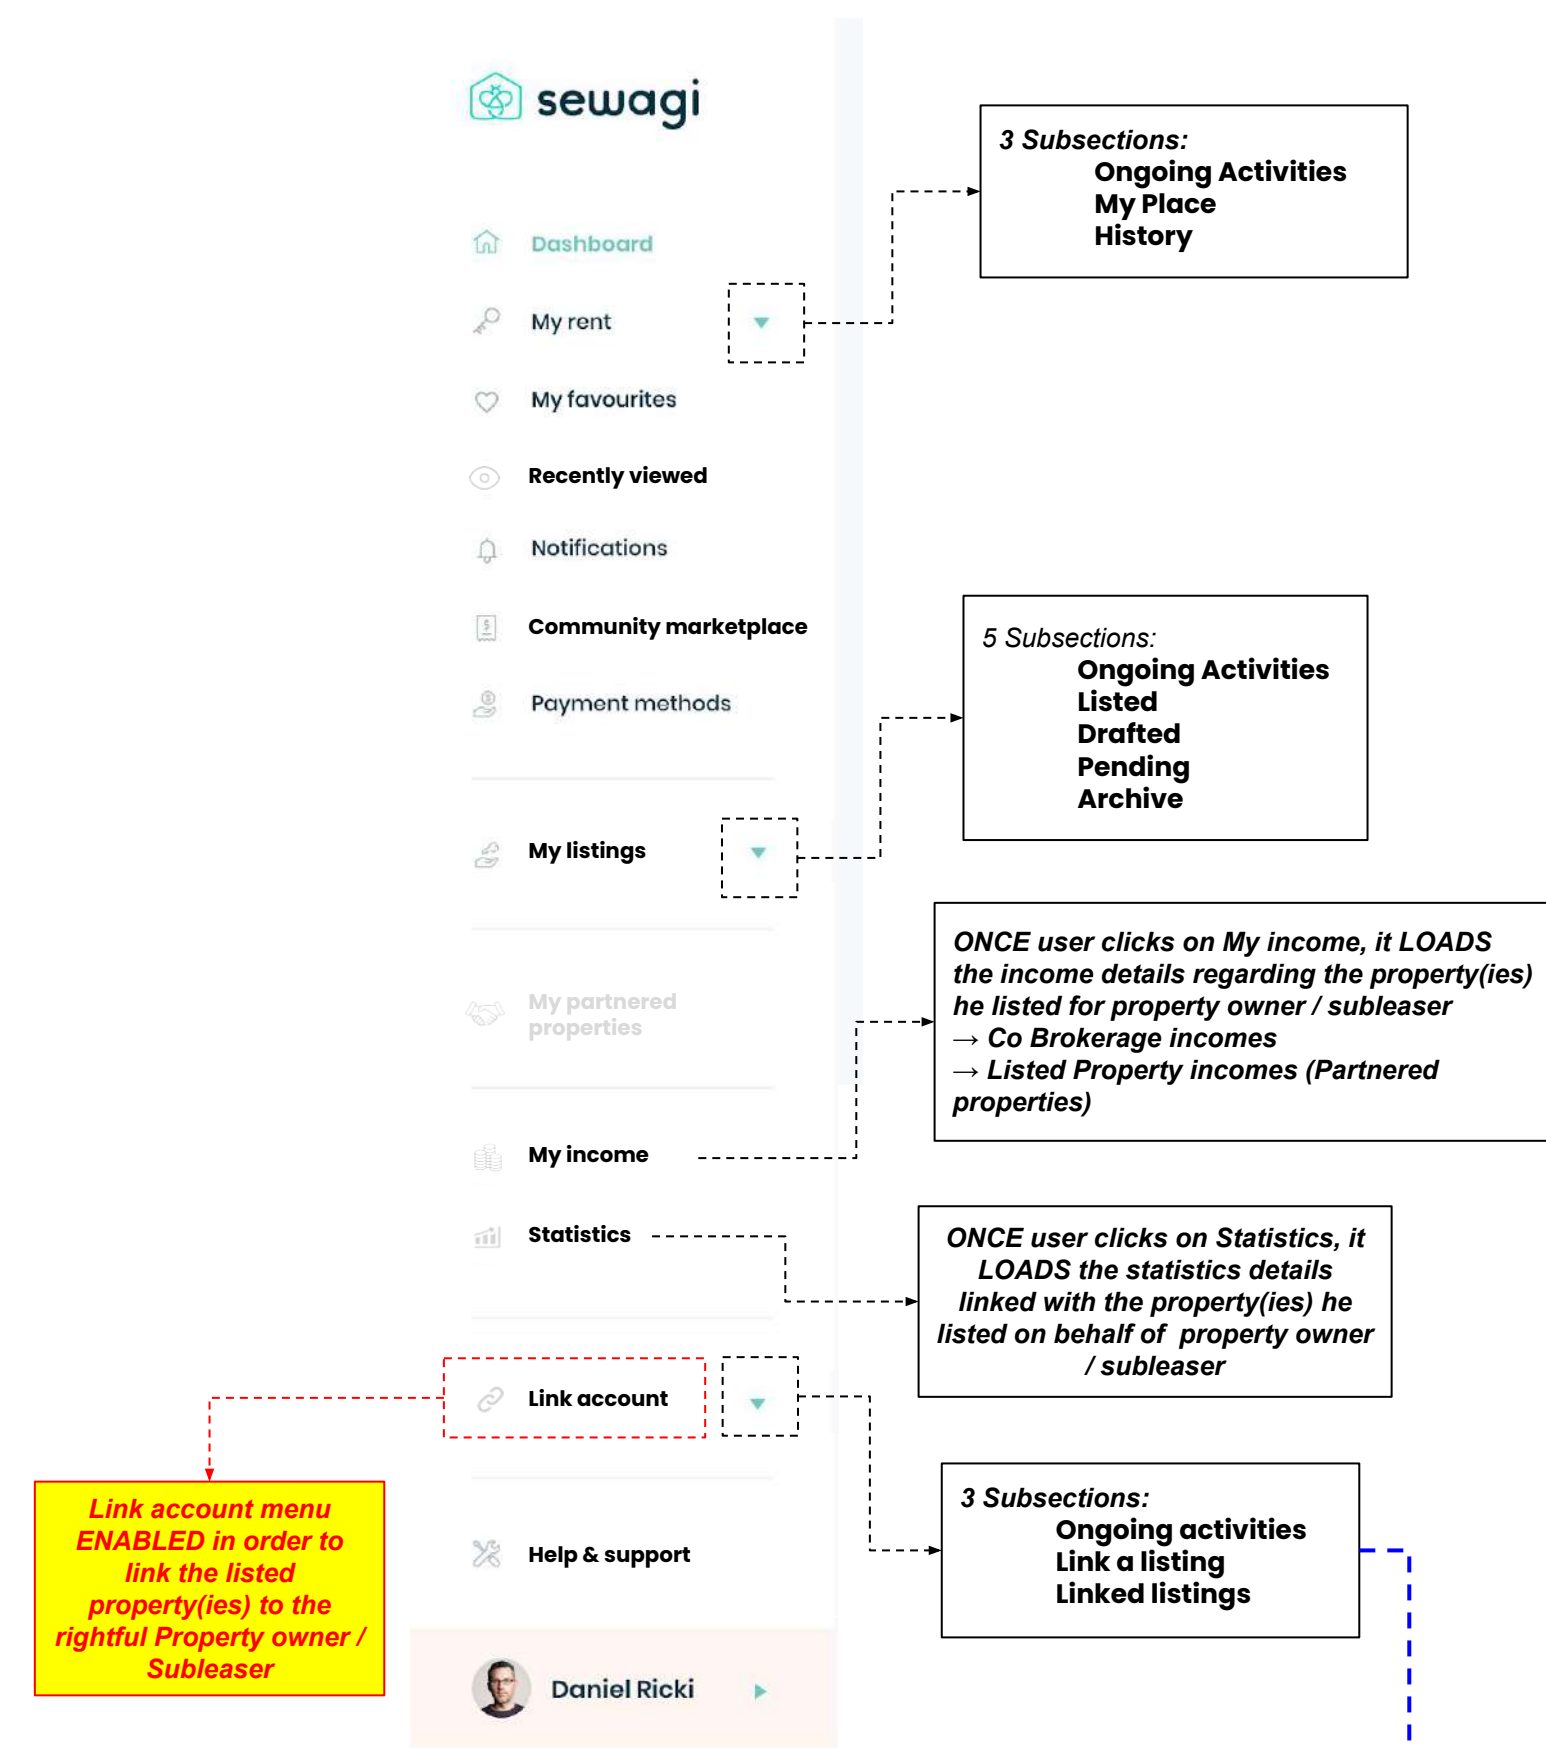 sewagi
3 Subsections:
Ongoing Activities
My Place
History
Dashboard
My rent
My favourites
Recently viewed
Notifications
Community marketplace
Payment methods
5 Subsections:
Ongoing Activities
Listed
Drafted
Pending
Archive
My listings
ONCE user clicks on My income, it LOADS
the income details regarding the property(ies)
he listed for property owner / subleaser
→ Co Brokerage incomes
→ Listed Property incomes (Partnered
properties)
My partnered
properties
My income
Statistics
ONCE user clicks on Statistics, it
LOADS the statistics details
linked with the property(ies) he
listed on behalf of property owner
/ subleaser
Link account
Link account menu
ENABLED in order to
link the listed
property(ies) to the
rightful Property owner /
Subleaser
3 Subsections:
Ongoing activities
Link a listing
Linked listings
Help & support
Daniel Ricki